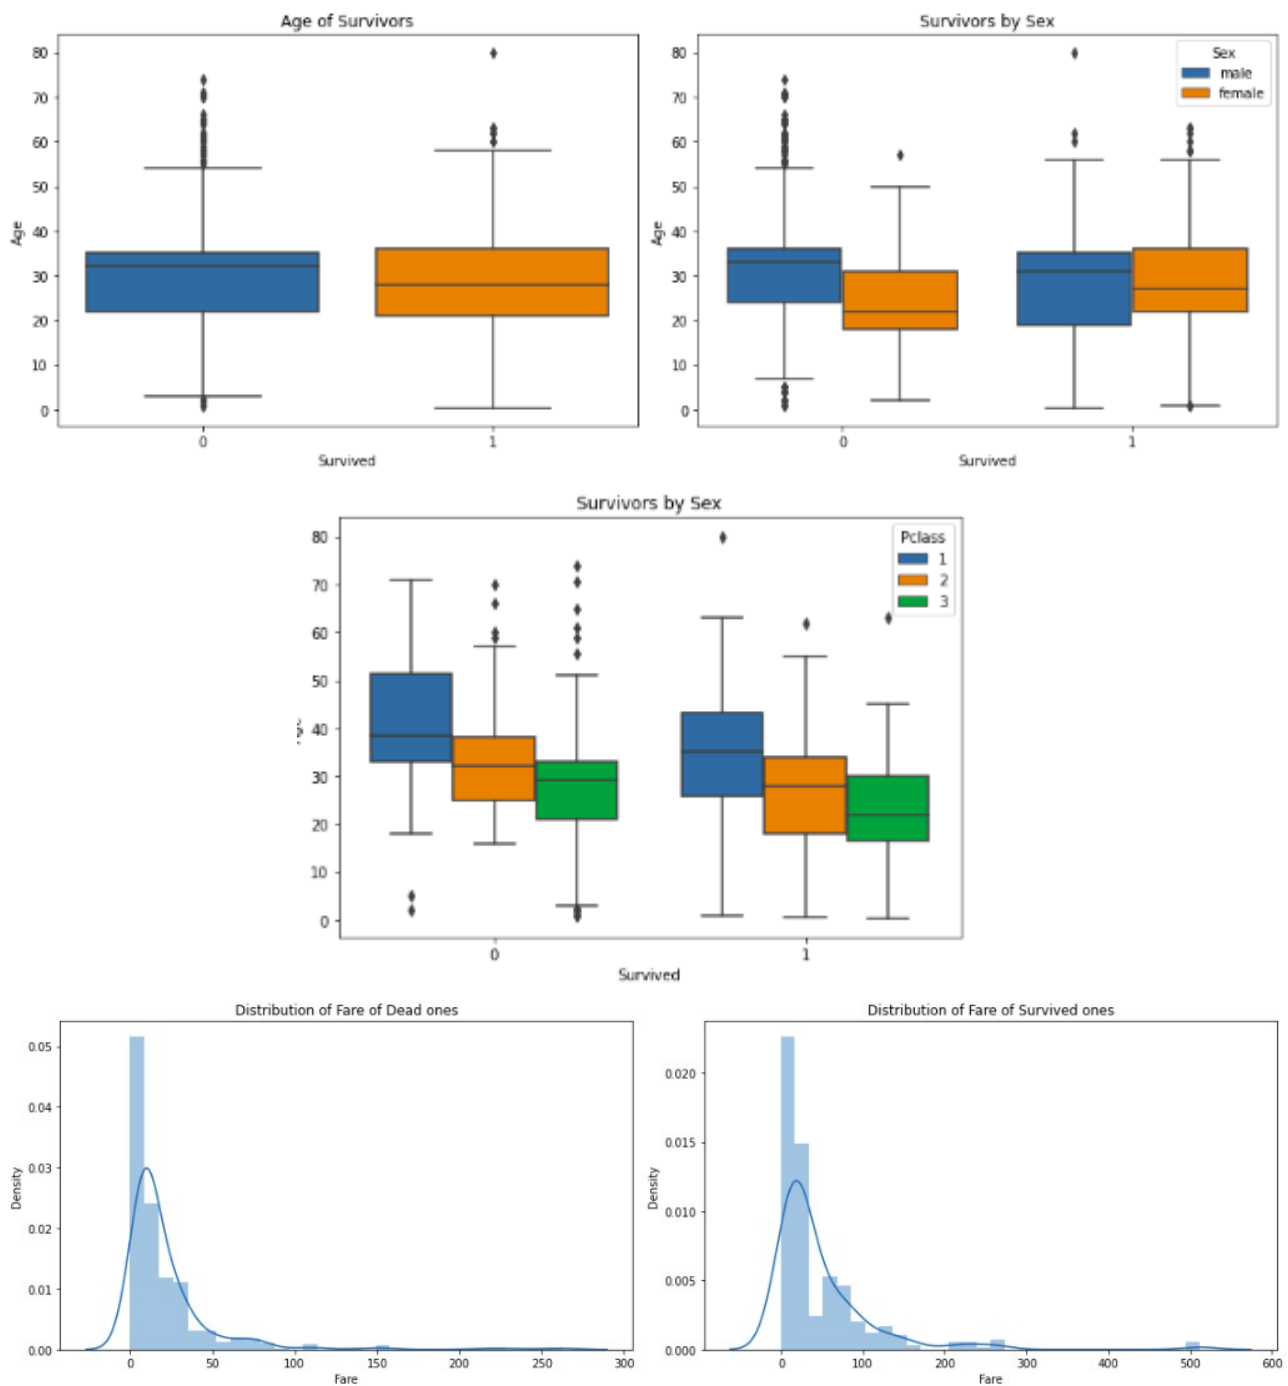 Age of Survivors
80
70
60
50
40
30
20
10
0
Age
0 1
Survived
Survivors by Sex
Sex
male
female
80
70
60
50
40
30
20
10
0
Age
0 1
Survived
Survivors by Sex
Pclass
1
2
3
80
70
60
50
40
30
20
10
0
0 1
Survived
Distribution of Fare of Dead ones
0.05
0.04
0.03
0.02
0.01
0.00
Density
0 50 100 150 200 250 300
Fare
Distribution of Fare of Survived ones
0.020
0.015
0.010
0.005
0.000
Density
0 100 200 300 400 500 600
Fare